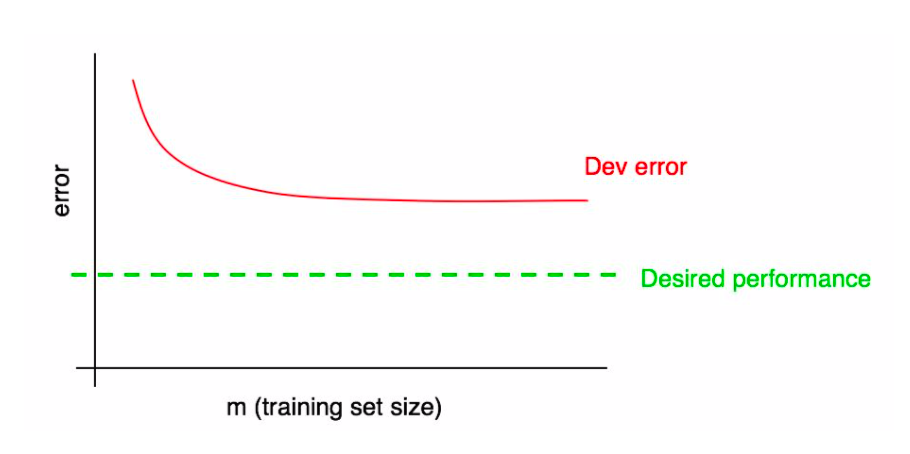 error
Dev error
Desired performance
m (training set size)